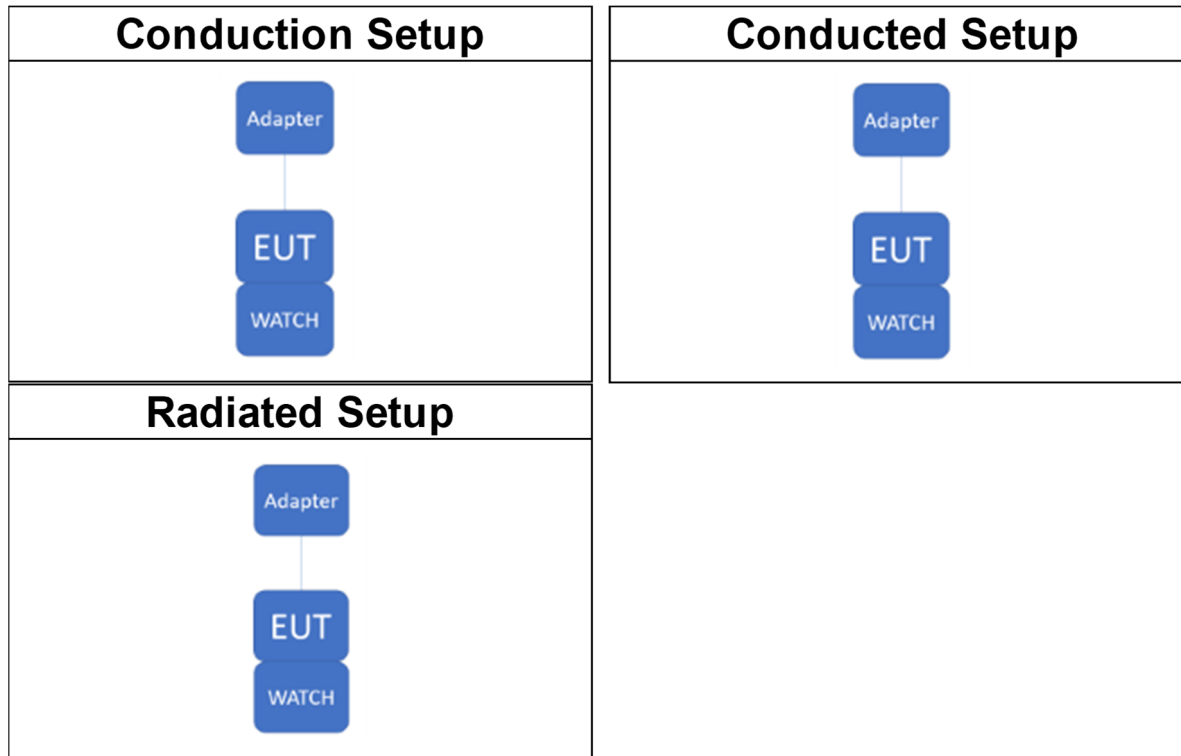 Conduction Setup
Adapter
EUT
WATCH
Conducted Setup
Adapter
EUT
WATCH
Radiated Setup
Adapter
EUT
WATCH